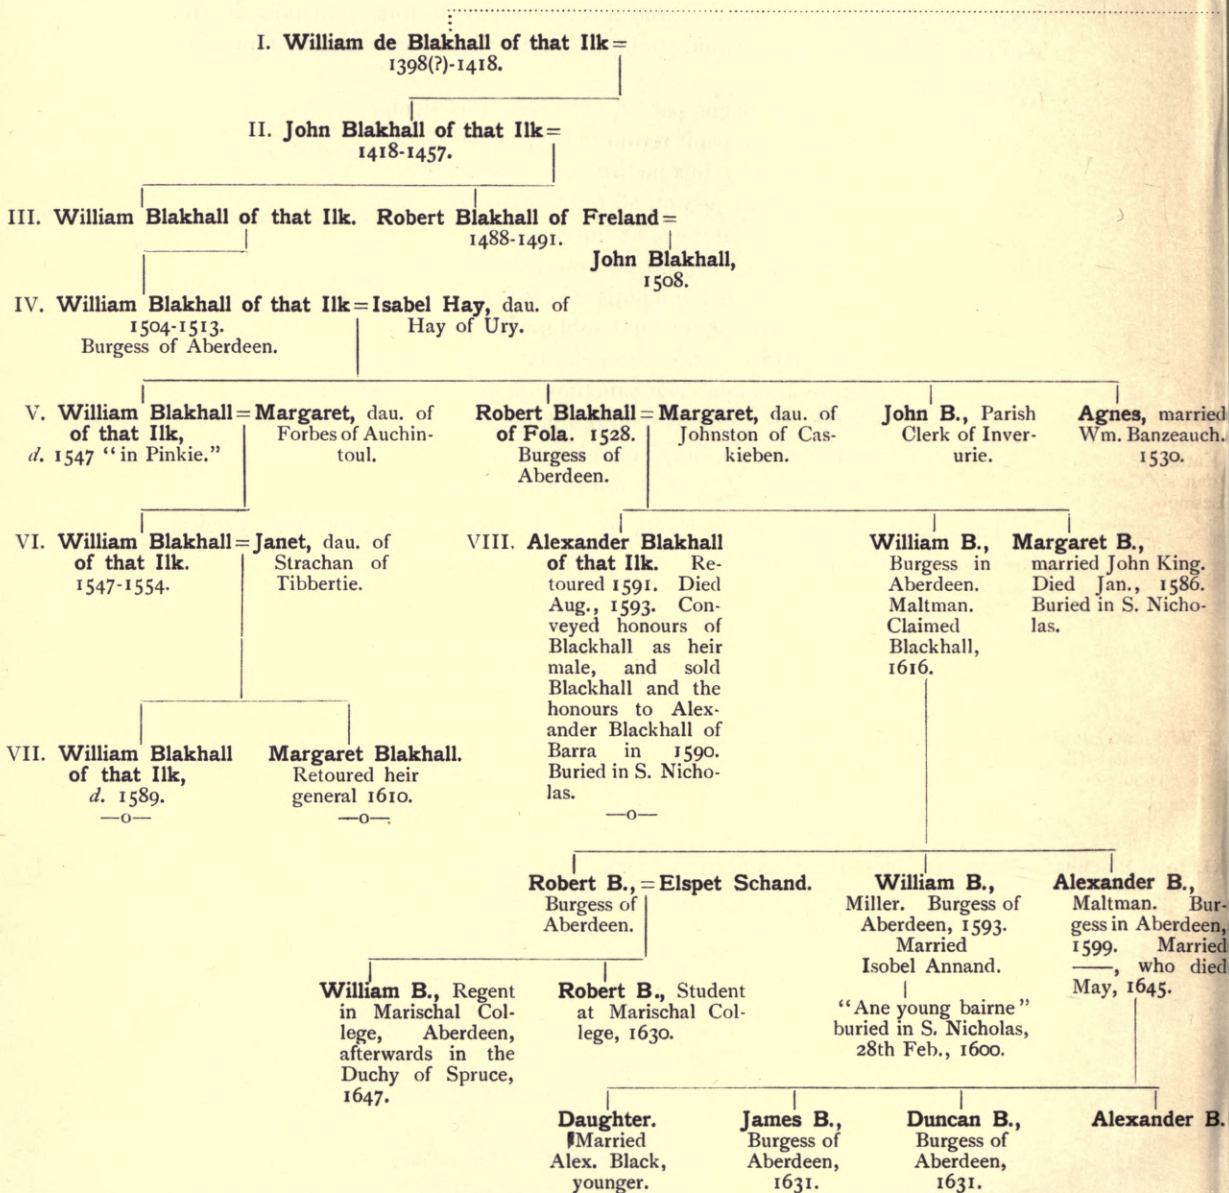 I. William de Blakhall of that Ilk=
1398(?)-1418.
II. John Blakhall of that Ilk=
1418-1457.
III. William Blakhall of that Ilk.
Robert Blakhall of Freland=
1488-1491.
John Blakhall,
1508.
IV. William Blakhall of that Ilk=Isabel Hay, dau. of
1504-1513.
Burgess of Aberdeen.
Hay of Ury.
V. William Blakhall=
of that Ilk,
d. 1547 "in Pinkie."
Margaret, dau. of
Forbes of Auchin-
toul.
Robert Blakhall=
of Fola. 1528.
Burgess of
Aberdeen.
Margaret, dau. of
Johnston of Cas-
kieben.
John B., Parish
Clerk of Inver-
urie.
Agnes, married
Wm. Banzeauch.
1530.
VI. William Blakhall=
of that Ilk.
1547-1554.
Janet, dau. of
Strachan of
Tibbertie.
VIII. Alexander Blakhall
of that Ilk. Re-
toured 1591. Died
Aug., 1593. Con-
veyed honours of
Blackhall as heir
male, and sold
Blackhall and the
honours to Alex-
ander Blackhall of
Barra in 1590.
Buried in S. Nicho-
las.
—o—
William B.,
Burgess in
Aberdeen.
Maltman.
Claimed
Blackhall,
1616.
Margaret B.,
married John King.
Died Jan., 1586.
Buried in S. Nicho-
las.
VII. William Blakhall
of that Ilk,
d. 1589.
—o—
Margaret Blakhall.
Retoured heir
general 1610.
—o—
Robert B., =
Burgess of
Aberdeen.
Elspet Schand.
William B.,
Miller. Burgess of
Aberdeen, 1593.
Married
Isobel Annand.
"Ane young bairne"
buried in S. Nicholas,
28th Feb., 1600.
Alexander B.,
Maltman. Bur-
gess in Aberdeen,
1599. Married
——, who died
May, 1645.
William B., Regent
in Marischal Col-
lege, Aberdeen,
afterwards in the
Duchy of Spruce,
1647.
Robert B., Student
at Marischal Col-
lege, 1630.
Daughter.
Married
Alex. Black,
younger.
James B.,
Burgess of
Aberdeen,
1631.
Duncan B.,
Burgess of
Aberdeen,
1631.
Alexander B.